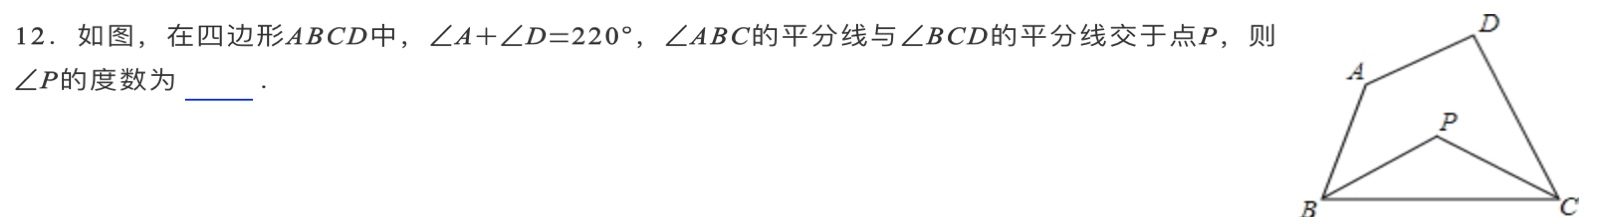 12．如图，在四边形ABCD中，∠A+∠D=220°，∠ABC的平分线与∠BCD的平分线交于点P，则
∠P的度数为 ____ .
D
A
P
B
C